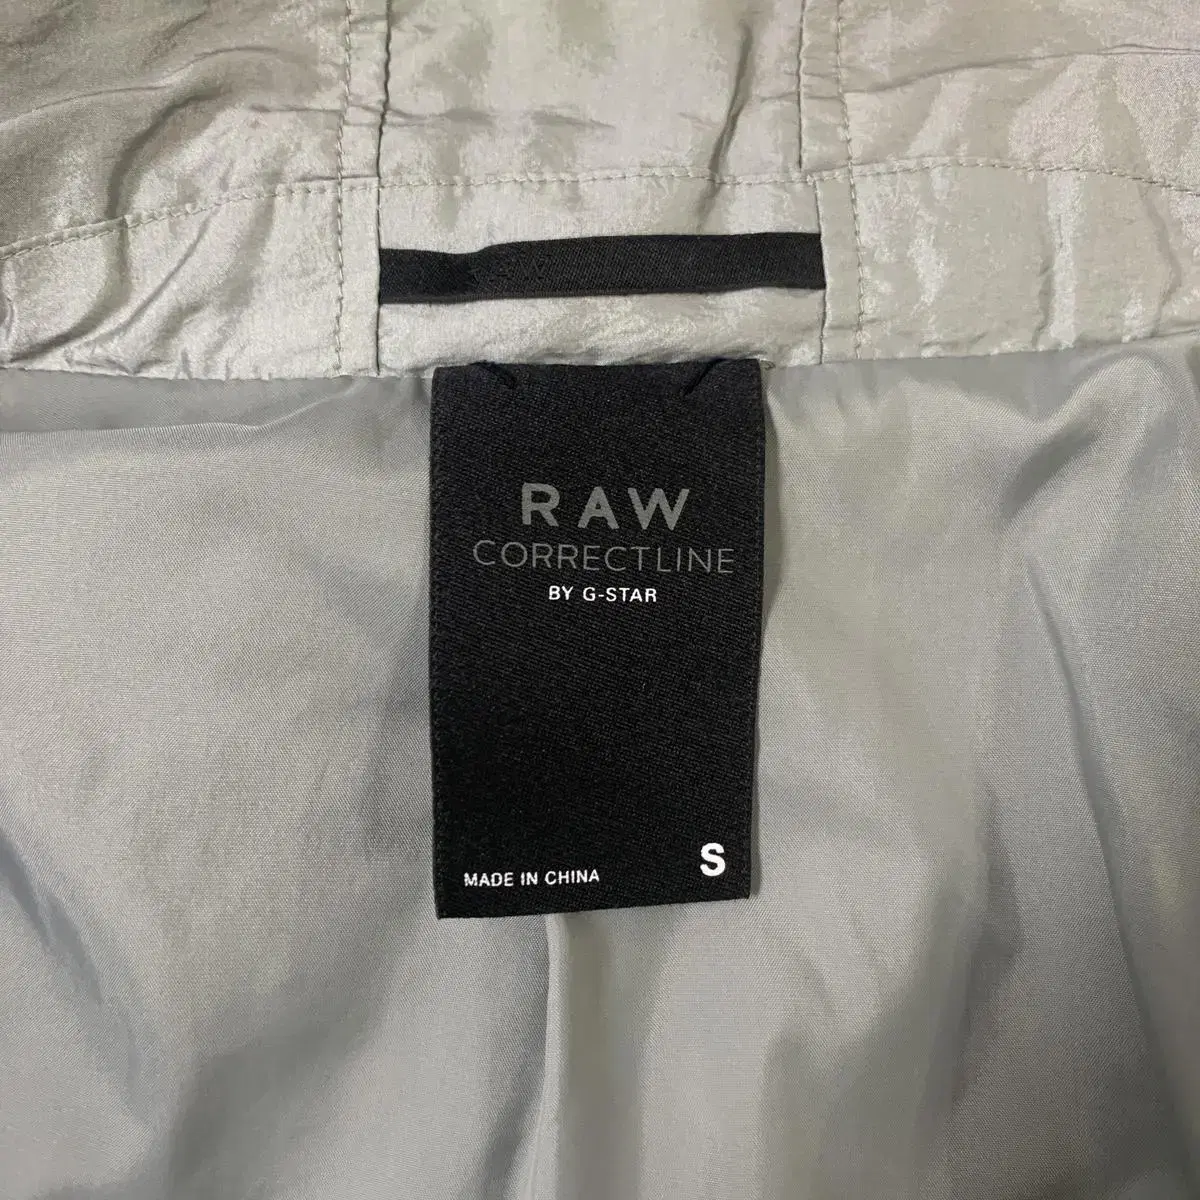 RAW
CORRECTLINE
BY G-STAR
MADE IN CHINA
S